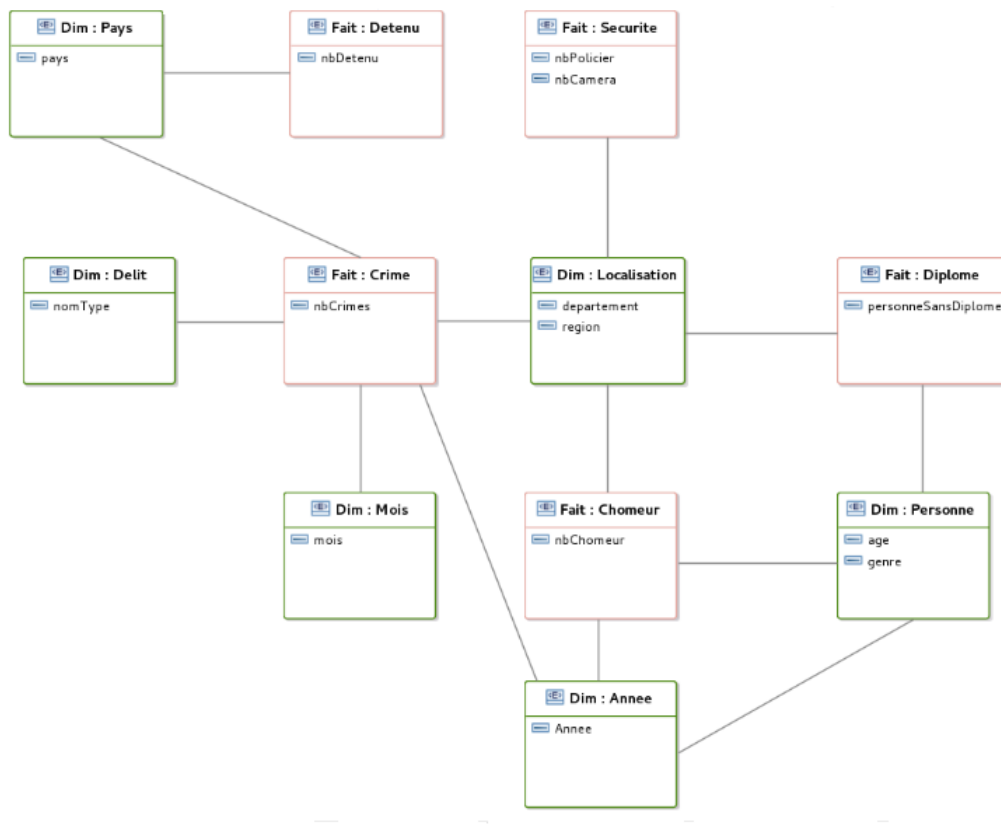 Dim : Pays
pays
Fait : Detenu
nbDetenu
Fait : Securite
nbPolicier
nbCamera
Dim : Delit
nomType
Fait : Crime
nbCrimes
Dim : Localisation
departement
region
Fait : Diplome
personneSansDiplome
Dim : Mois
mois
Fait : Chomeur
nbChomeur
Dim : Personne
age
genre
Dim : Annee
Annee